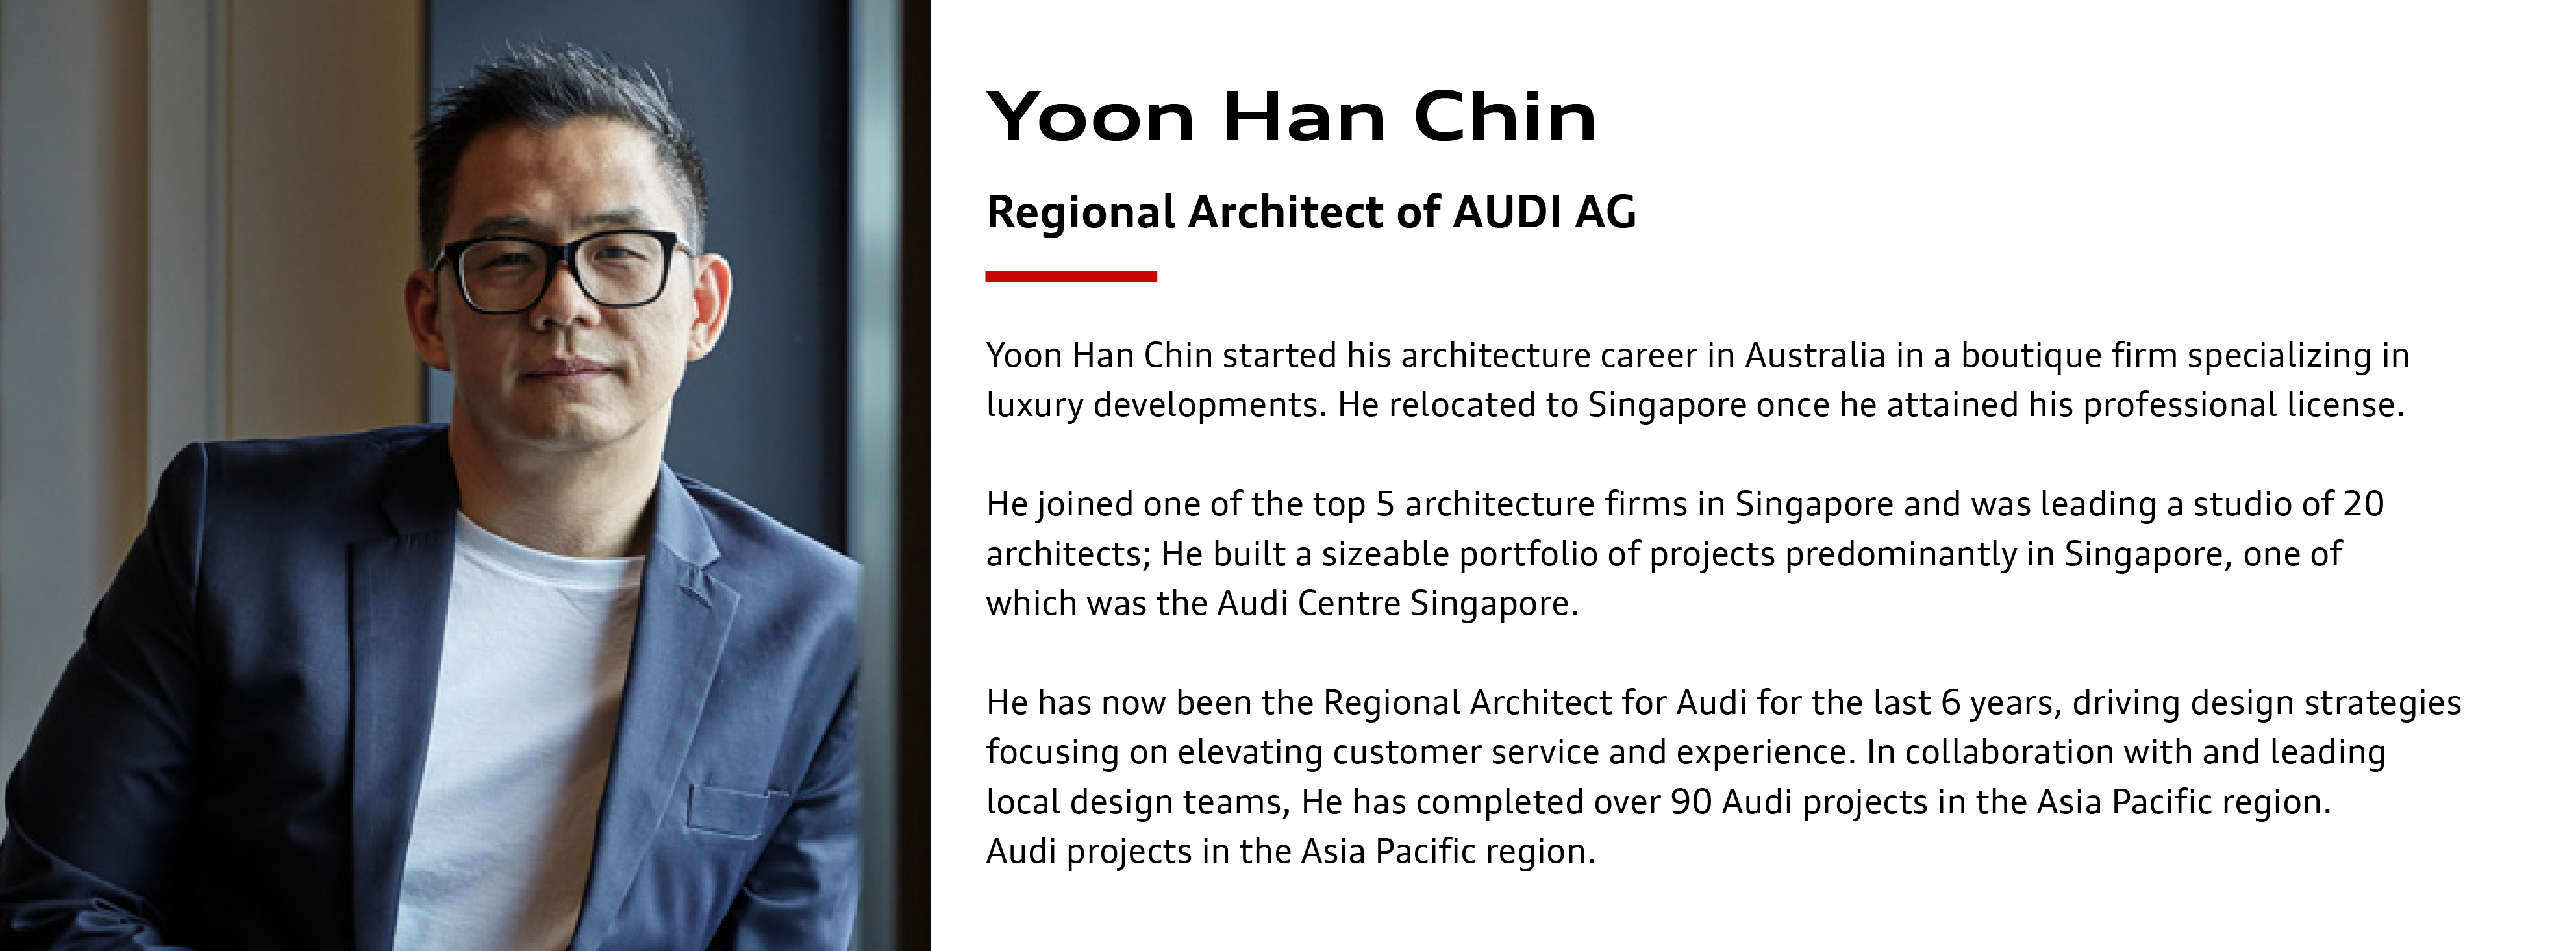 Yoon Han Chin
Regional Architect of AUDI AG
Yoon Han Chin started his architecture career in Australia in a boutique firm specializing in
luxury developments. He relocated to Singapore once he attained his professional license.
He joined one of the top 5 architecture firms in Singapore and was leading a studio of 20
architects; He built a sizeable portfolio of projects predominantly in Singapore, one of
which was the Audi Centre Singapore.
He has now been the Regional Architect for Audi for the last 6 years, driving design strategies
focusing on elevating customer service and experience. In collaboration with and leading
local design teams, He has completed over 90 Audi projects in the Asia Pacific region.
Audi projects in the Asia Pacific region.